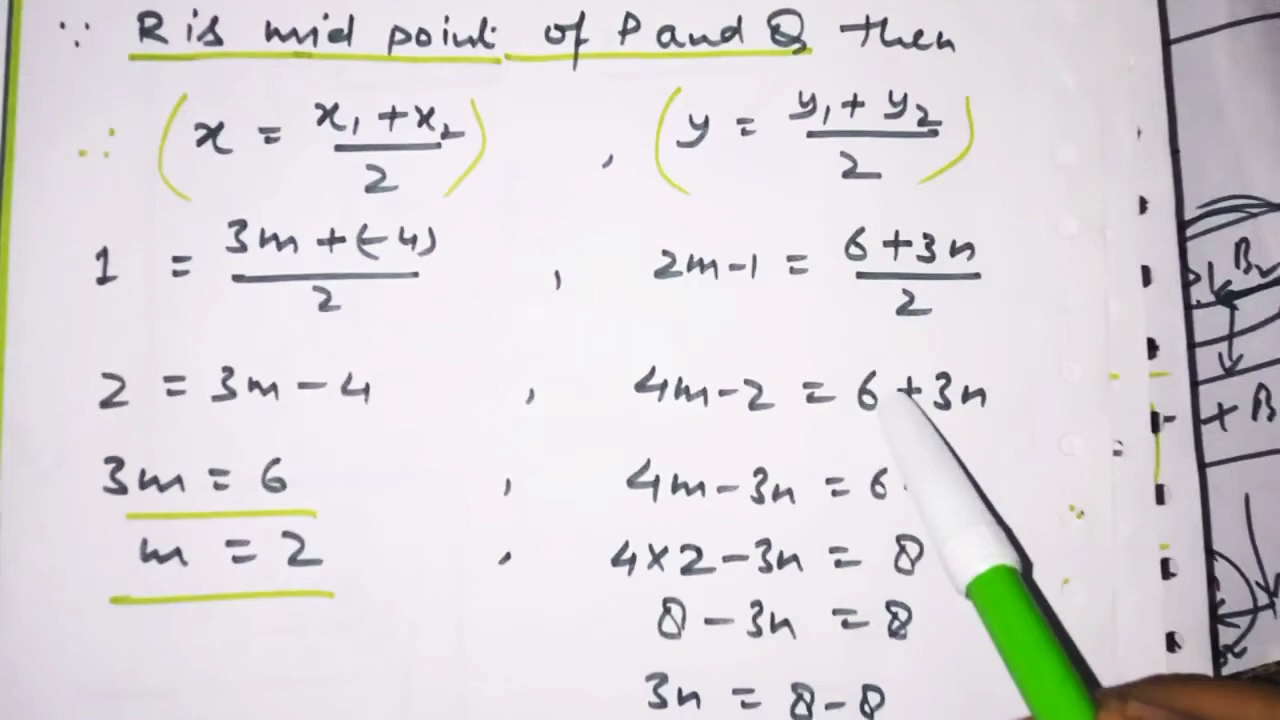 ∵ R is mid point of P and Q then
∴ (x = x₁ + x₂ / 2) , (y = y₁ + y₂ / 2)
1 = 3m + (-4) / 2 , 2m-1 = 6+3n / 2
2 = 3m - 4 , 4m-2 = 6+3n
3m = 6 , 4m-3n = 6
m = 2 , 4×2-3n = 8
8-3n = 8
3n = 8-8
+ B